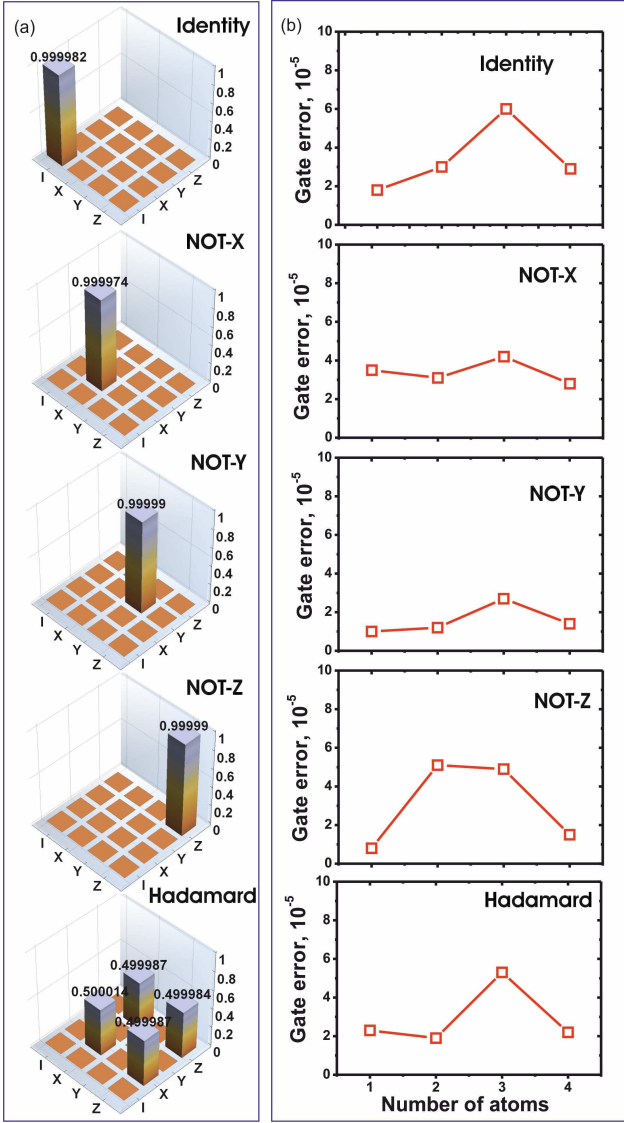 (a)
Identity
0.999982
1
0.8
0.6
0.4
0.2
0
I X Y Z
I X Y Z
NOT-X
0.999974
1
0.8
0.6
0.4
0.2
0
I X Y Z
I X Y Z
NOT-Y
0.99999
1
0.8
0.6
0.4
0.2
0
I X Y Z
I X Y Z
NOT-Z
0.99999
1
0.8
0.6
0.4
0.2
0
I X Y Z
I X Y Z
Hadamard
0.499987
0.500014
0.499984
0.499987
1
0.8
0.6
0.4
0.2
0
I X Y Z
I X Y Z
(b)
Identity
Gate error, 10⁻⁵
10
8
6
4
2
0
NOT-X
Gate error, 10⁻⁵
10
8
6
4
2
0
NOT-Y
Gate error, 10⁻⁵
10
8
6
4
2
0
NOT-Z
Gate error, 10⁻⁵
10
8
6
4
2
0
Hadamard
Gate error, 10⁻⁵
10
8
6
4
2
0
1 2 3 4
Number of atoms